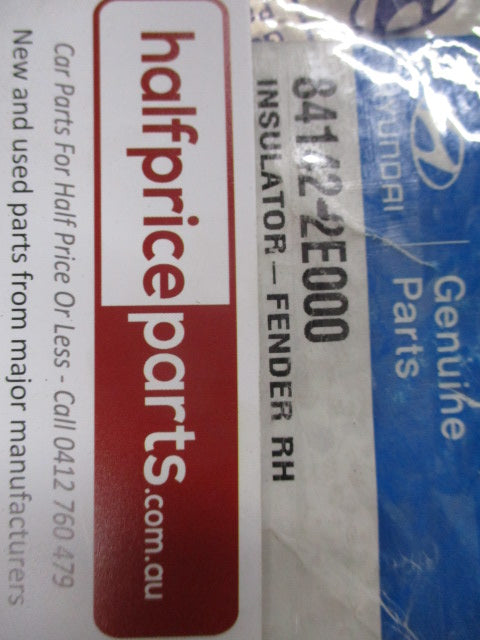 HYUNDAI
Genuine
Parts
84142-2E000
INSULATOR-FENDER RH
halfpriceparts.com.au
Car Parts For Half Price Or Less - Call 0412 760 479
New and used parts from major manufacturers